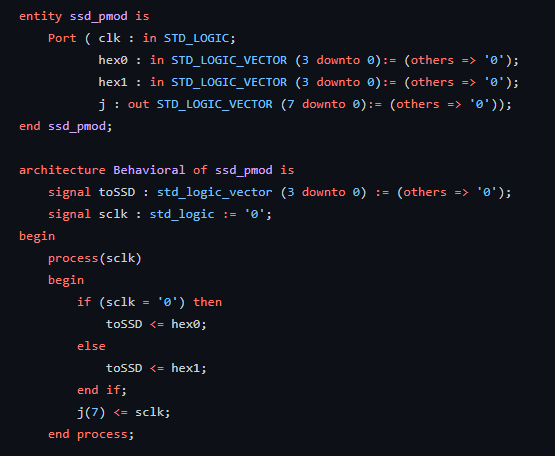 entity ssd_pmod is
    Port ( clk : in STD_LOGIC;
           hex0 : in STD_LOGIC_VECTOR (3 downto 0):= (others => '0');
           hex1 : in STD_LOGIC_VECTOR (3 downto 0):= (others => '0');
           j : out STD_LOGIC_VECTOR (7 downto 0):= (others => '0'));
end ssd_pmod;

architecture Behavioral of ssd_pmod is
    signal toSSD : std_logic_vector (3 downto 0) := (others => '0');
    signal sclk : std_logic := '0';
begin
    process(sclk)
    begin
        if (sclk = '0') then
            toSSD <= hex0;
        else
            toSSD <= hex1;
        end if;
        j(7) <= sclk;
    end process;